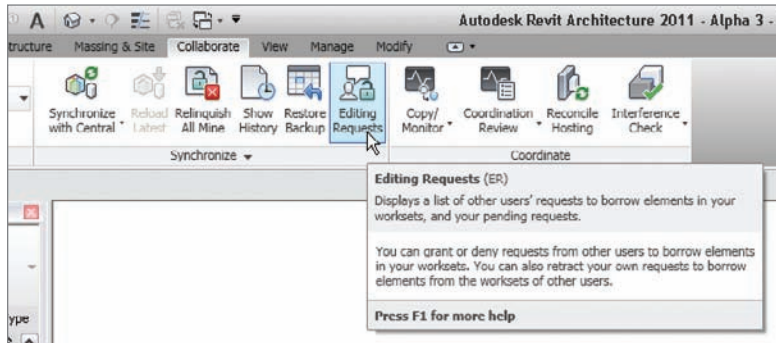 A
Autodesk Revit Architecture 2011 - Alpha 3 -
tructure Massing & Site Collaborate View Manage Modify
Synchronize with Central
Reload Latest
Relinquish All Mine
Show History
Restore Backup
Editing Requests
Copy/ Monitor
Coordination Review
Reconcile Hosting
Interference Check
Synchronize
Coordinate
Editing Requests (ER)
Displays a list of other users' requests to borrow elements in your
worksets, and your pending requests.
You can grant or deny requests from other users to borrow elements
in your worksets. You can also retract your own requests to borrow
elements from the worksets of other users.
Press F1 for more help
ype